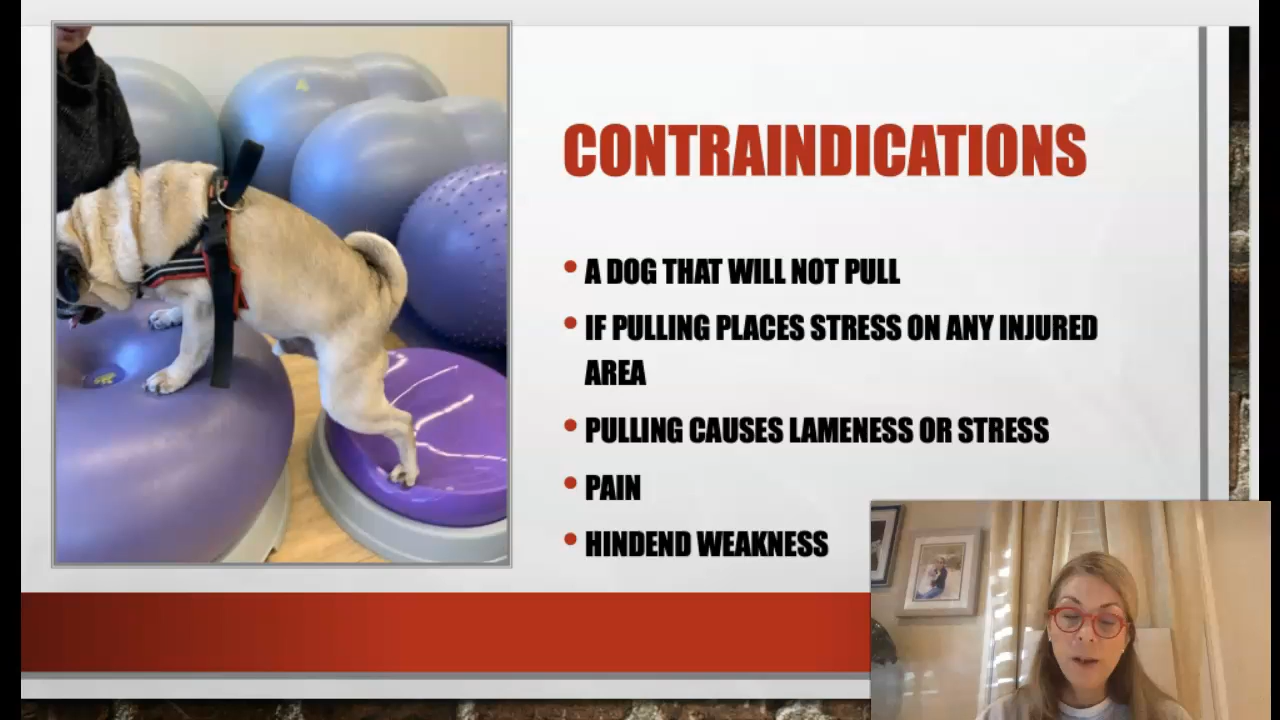 CONTRAINDICATIONS
• A DOG THAT WILL NOT PULL
• IF PULLING PLACES STRESS ON ANY INJURED
AREA
• PULLING CAUSES LAMENESS OR STRESS
• PAIN
• HINDEND WEAKNESS